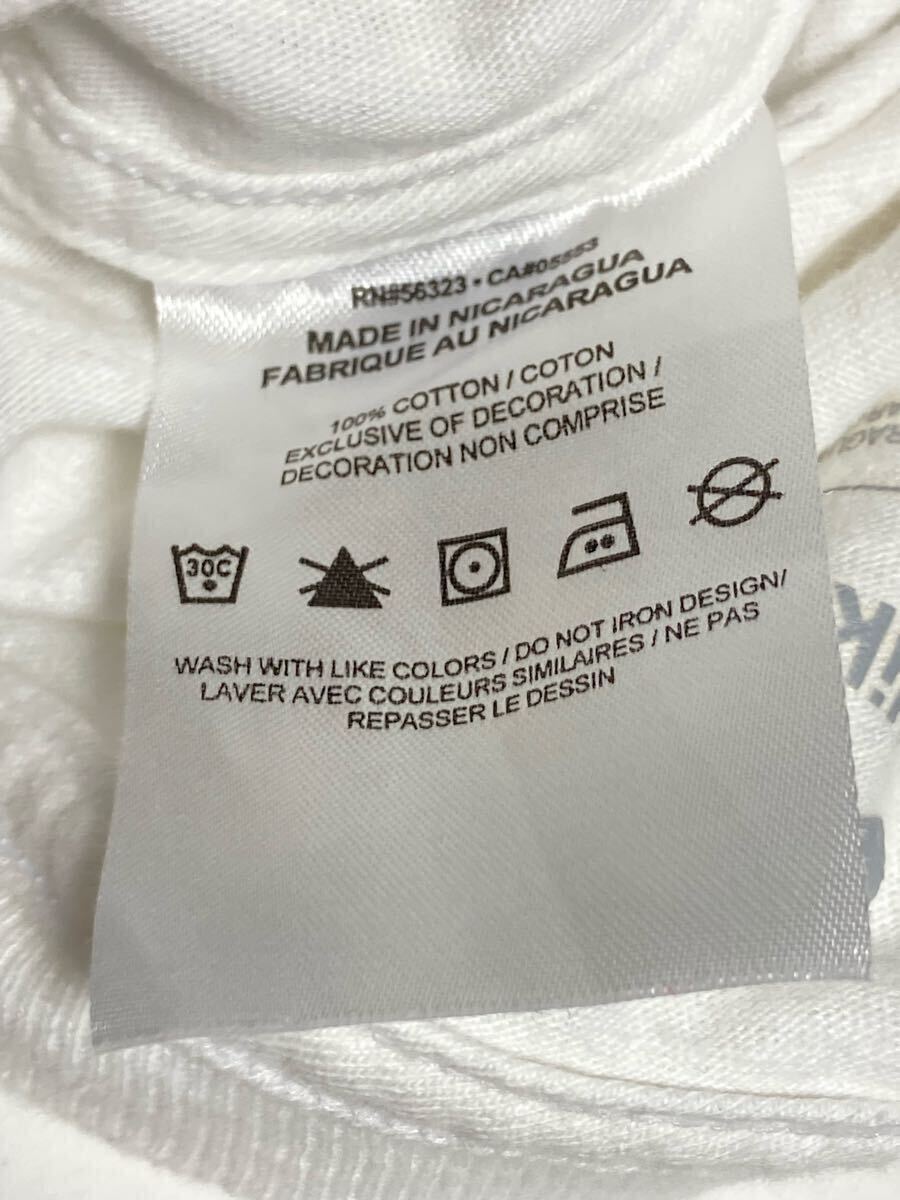 RN#56323 • CA#05553
MADE IN NICARAGUA
FABRIQUE AU NICARAGUA
100% COTTON / COTON
EXCLUSIVE OF DECORATION /
DECORATION NON COMPRISE
30C
WASH WITH LIKE COLORS / DO NOT IRON DESIGN/
LAVER AVEC COULEURS SIMILAIRES / NE PAS
REPASSER LE DESSIN